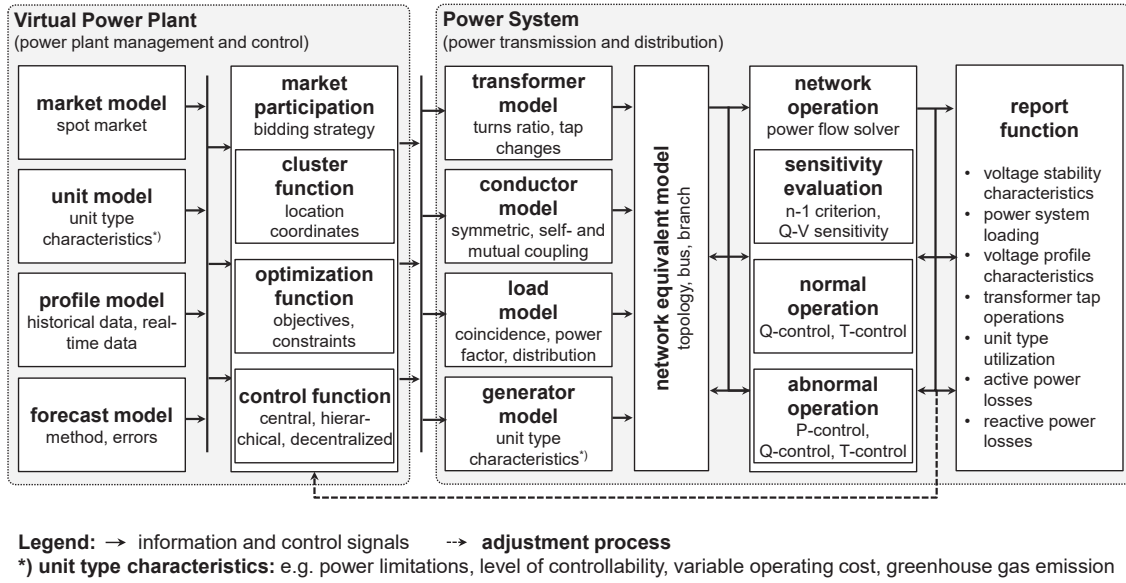 Virtual Power Plant
(power plant management and control)
market model
spot market
unit model
unit type
characteristics*)
profile model
historical data, real-
time data
forecast model
method, errors
market
participation
bidding strategy
cluster
function
location
coordinates
optimization
function
objectives,
constraints
control function
central, hierar-
chical, decentralized
Power System
(power transmission and distribution)
transformer
model
turns ratio, tap
changes
conductor
model
symmetric, self- and
mutual coupling
load
model
coincidence, power
factor, distribution
generator
model
unit type
characteristics*)
network equivalent model
topology, bus, branch
network
operation
power flow solver
sensitivity
evaluation
n-1 criterion,
Q-V sensitivity
normal
operation
Q-control, T-control
abnormal
operation
P-control,
Q-control, T-control
report
function
• voltage stability
characteristics
• power system
loading
• voltage profile
characteristics
• transformer tap
operations
• unit type
utilization
• active power
losses
• reactive power
losses
Legend: → information and control signals --> adjustment process
*) unit type characteristics: e.g. power limitations, level of controllability, variable operating cost, greenhouse gas emission